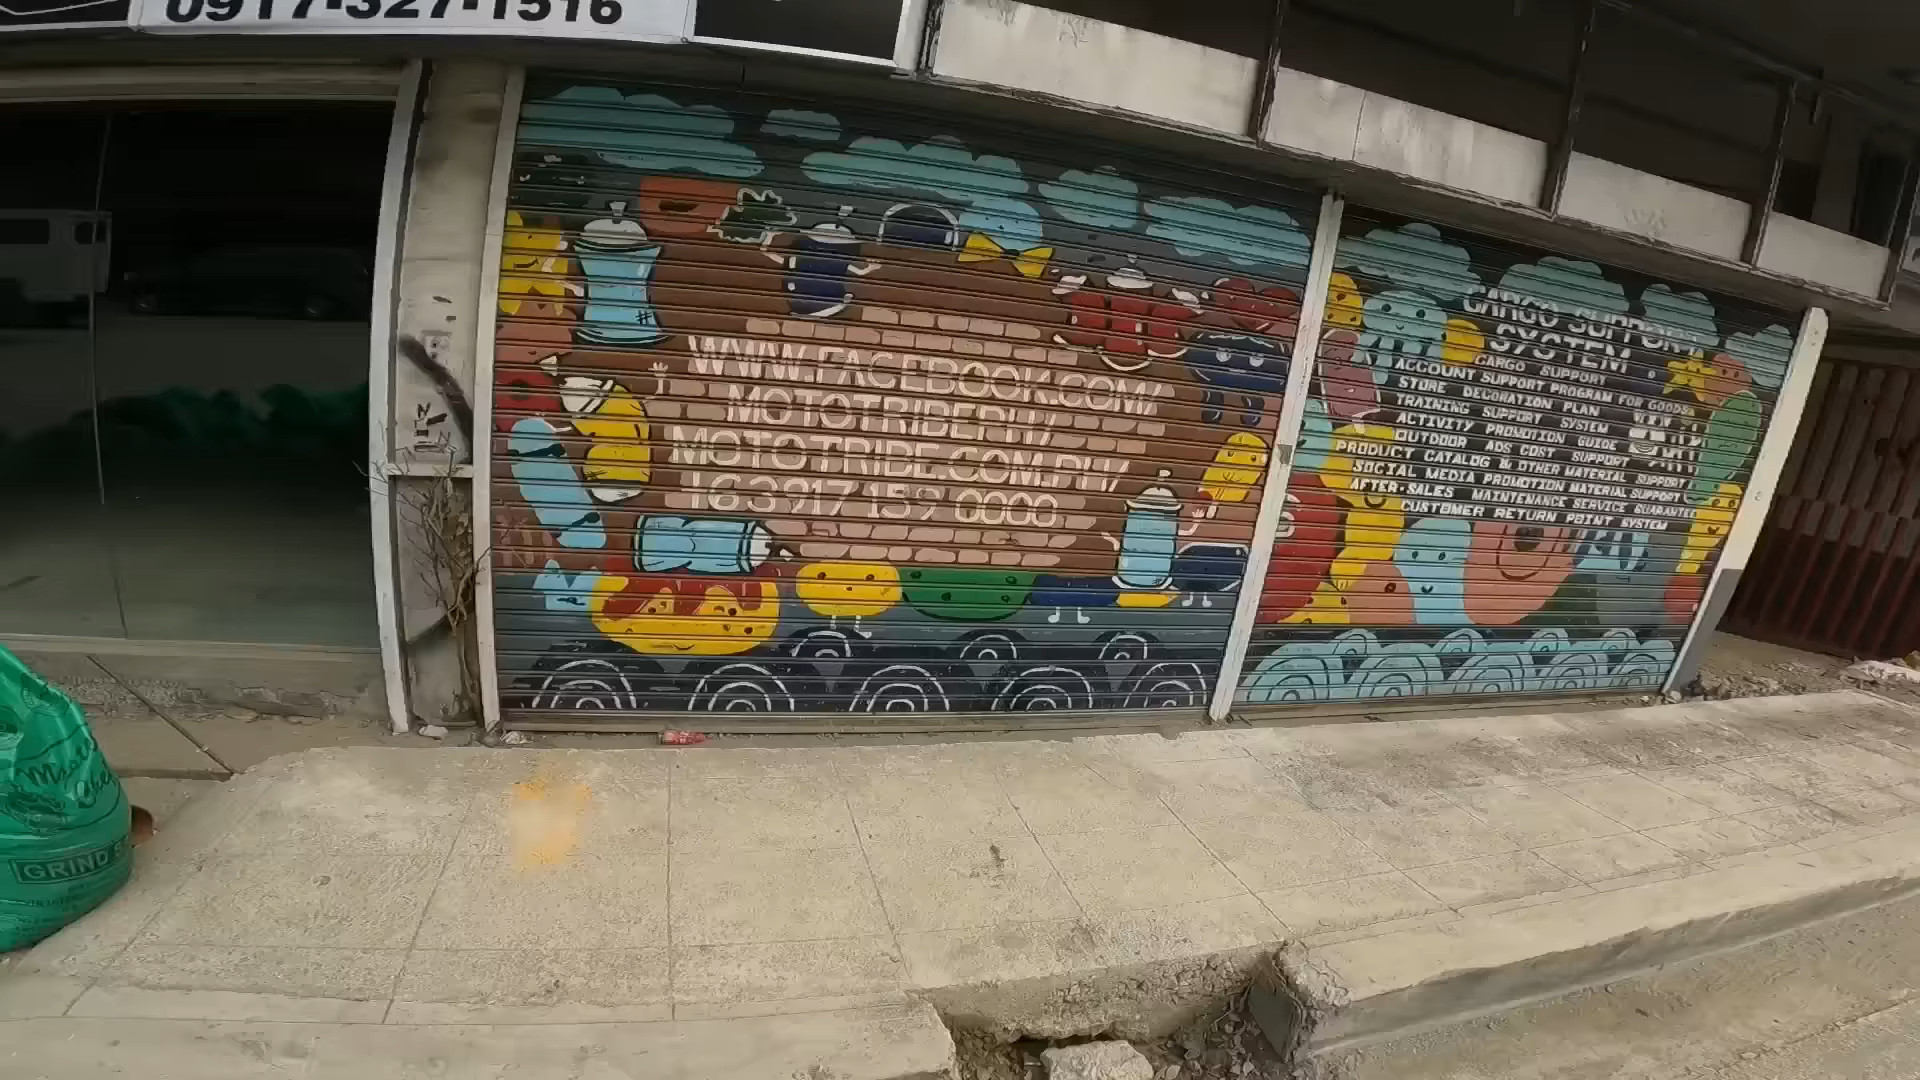 0917-327-1516
WWW.FACEBOOK.COM/
MOTOTRIBEPH/
MOTOTRIBE.COM.PH/
163917 159 0000
CARGO SUPPORT
SYSTEM.
CARGO SUPPORT
ACCOUNT SUPPORT PROGRAM FOR GOODS
STORE DECORATION PLAN
TRAINING SUPPORT SYSTEM
ACTIVITY PROMOTION GUIDE
OUTDOOR ADS COST SUPPORT
PRODUCT CATALOG & OTHER MATERIAL SUPPORT
SOCIAL MEDIA PROMOTION MATERIAL SUPPORT
AFTER-SALES MAINTENANCE SERVICE GUARANTEE
CUSTOMER RETURN POINT SYSTEM
GRIND